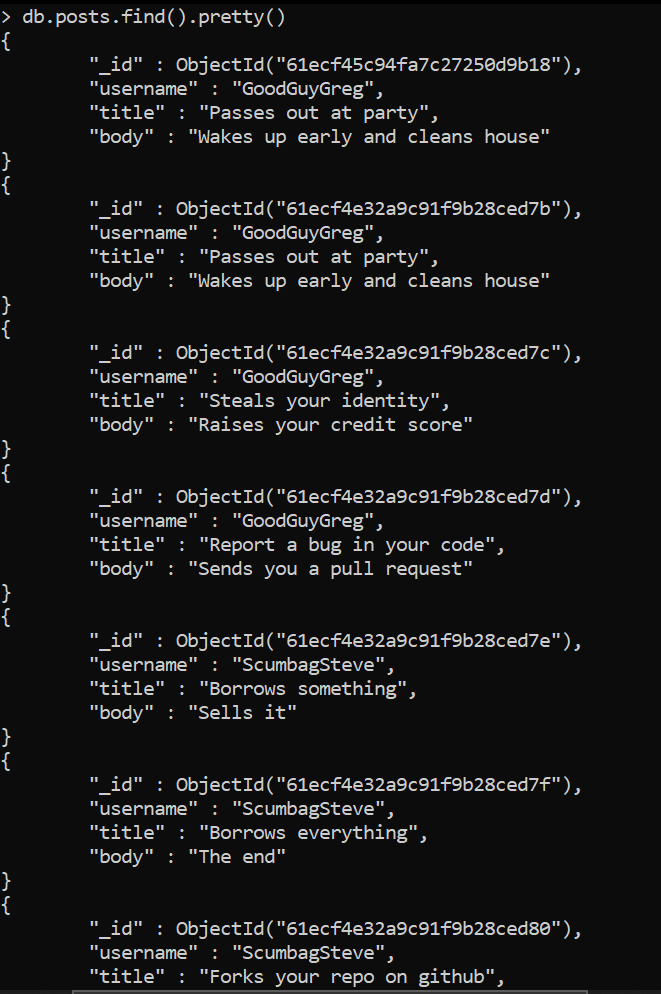 > db.posts.find().pretty()
{
"_id" : ObjectId("61ecf45c94fa7c27250d9b18"),
"username" : "GoodGuyGreg",
"title" : "Passes out at party",
"body" : "Wakes up early and cleans house"
}
{
"_id" : ObjectId("61ecf4e32a9c91f9b28ced7b"),
"username" : "GoodGuyGreg",
"title" : "Passes out at party",
"body" : "Wakes up early and cleans house"
}
{
"_id" : ObjectId("61ecf4e32a9c91f9b28ced7c"),
"username" : "GoodGuyGreg",
"title" : "Steals your identity",
"body" : "Raises your credit score"
}
{
"_id" : ObjectId("61ecf4e32a9c91f9b28ced7d"),
"username" : "GoodGuyGreg",
"title" : "Report a bug in your code",
"body" : "Sends you a pull request"
}
{
"_id" : ObjectId("61ecf4e32a9c91f9b28ced7e"),
"username" : "ScumbagSteve",
"title" : "Borrows something",
"body" : "Sells it"
}
{
"_id" : ObjectId("61ecf4e32a9c91f9b28ced7f"),
"username" : "ScumbagSteve",
"title" : "Borrows everything",
"body" : "The end"
}
{
"_id" : ObjectId("61ecf4e32a9c91f9b28ced80"),
"username" : "ScumbagSteve",
"title" : "Forks your repo on github",